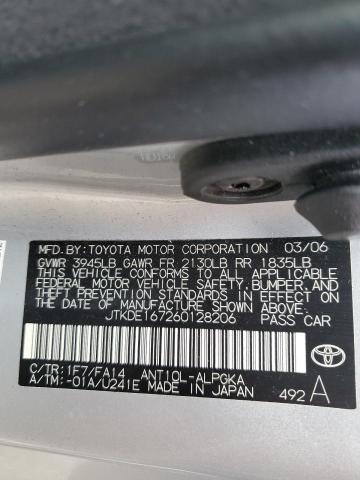 MFD. BY: TOYOTA MOTOR CORPORATION 03/06
GVWR 3945LB GAWR FR 2130LB RR 1835LB
THIS VEHICLE CONFORMS TO ALL APPLICABLE
FEDERAL MOTOR VEHICLE SAFETY, BUMPER, AND
THEFT PREVENTION STANDARDS IN EFFECT ON
THE DATE OF MANUFACTURE SHOWN ABOVE.
JTKDE167260128206 PASS CAR
C/TR: 1F7/FA14 ANT10L-ALPGKA
A/TM: -01A/U241E MADE IN JAPAN
492 A
TOYOTA